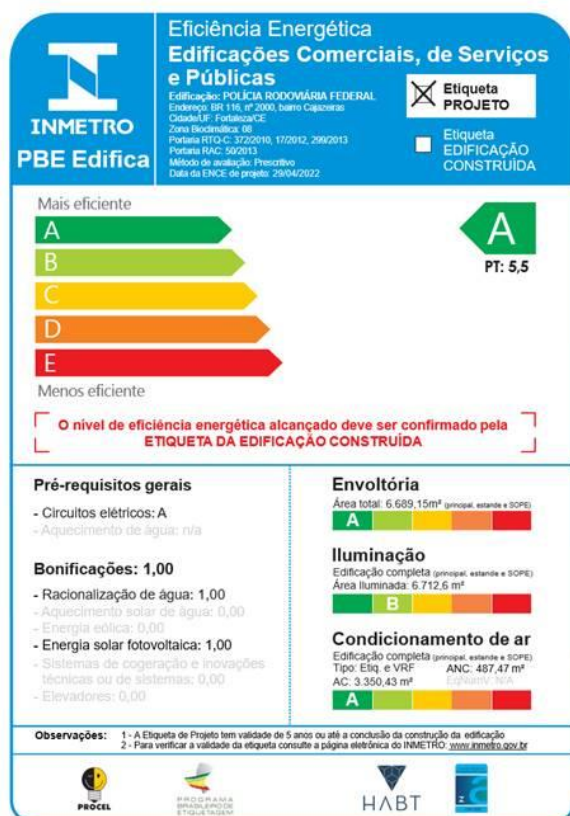 INMETRO
PBE Edifica
Eficiência Energética
Edificações Comerciais, de Serviços
e Públicas
Edificação: POLÍCIA RODOVIÁRIA FEDERAL
Endereço: BR 116, nº 2000, bairro Cajazeiras
Cidade/UF: Fortaleza/CE
Zona Bioclimática: 08
Portaria RTQ-C: 372/2010, 17/2012, 299/2013
Portaria RAC: 50/2013
Método de avaliação: Prescritivo
Data da ENCE de projeto: 29/04/2022
Etiqueta
PROJETO
Etiqueta
EDIFICAÇÃO
CONSTRUÍDA
Mais eficiente
A
B
C
D
E
Menos eficiente
A
PT: 5,5
O nível de eficiência energética alcançado deve ser confirmado pela
ETIQUETA DA EDIFICAÇÃO CONSTRUÍDA
Pré-requisitos gerais
- Circuitos elétricos: A
- Aquecimento de água: n/a
Bonificações: 1,00
- Racionalização de água: 1,00
- Aquecimento solar de água: 0,00
- Energia eólica: 0,00
- Energia solar fotovoltaica: 1,00
- Sistemas de cogeração e inovações
técnicas ou de sistemas: 0,00
- Elevadores: 0,00
Envoltória
Área total: 6.689,15m² (principal, estande e SOPE)
A
Iluminação
Edificação completa (principal, estande e SOPE)
Área Iluminada: 6.712,6 m²
B
Condicionamento de ar
Edificação completa (principal, estande e SOPE)
Tipo: Etiq. e VRF ANC: 487,47 m²
AC: 3.350,43 m² EqNumV: N/A
A
Observações: 1 - A Etiqueta de Projeto tem validade de 5 anos ou até a conclusão da construção da edificação
2 - Para verificar a validade da etiqueta consulte a página eletrônica do INMETRO: www.inmetro.gov.br
PROCEL
PROGRAMA
BRASILEIRO DE
ETIQUETAGEM
HABT